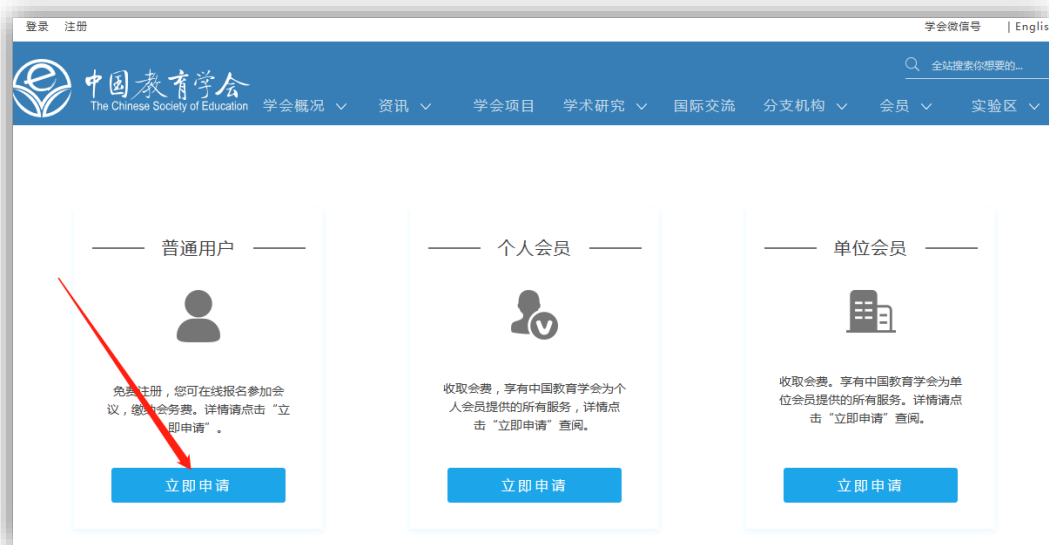 登录 注册 学会微信号 | Englis
全站搜索你想要的...
中国教育学会
The Chinese Society of Education
学会概况 资讯 学会项目 学术研究 国际交流 分支机构 会员 实验区
普通用户
免费注册，您可在线报名参加会
议，缴纳会务费。详情请点击“立
即申请”。
立即申请
个人会员
收取会费，享有中国教育学会为个
人会员提供的所有服务，详情点
击“立即申请”查阅。
立即申请
单位会员
收取会费。享有中国教育学会为单
位会员提供的所有服务。详情请点
击“立即申请”查阅。
立即申请